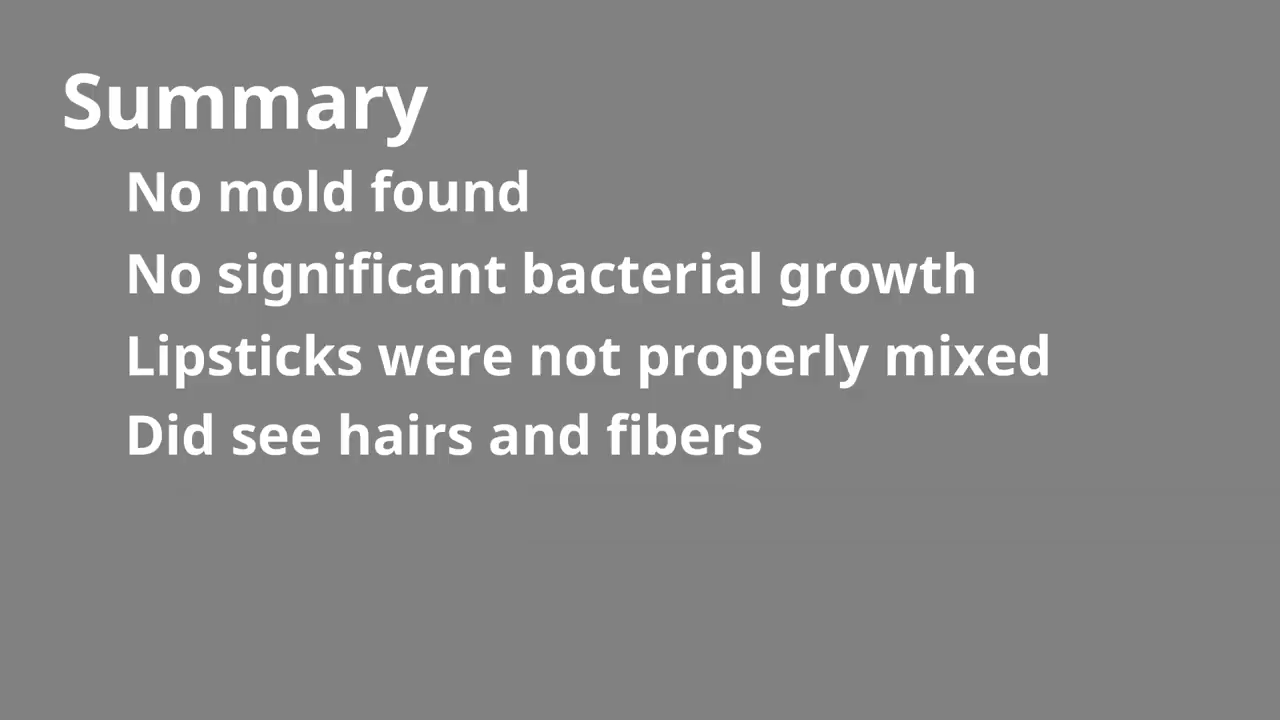 Summary
No mold found
No significant bacterial growth
Lipsticks were not properly mixed
Did see hairs and fibers